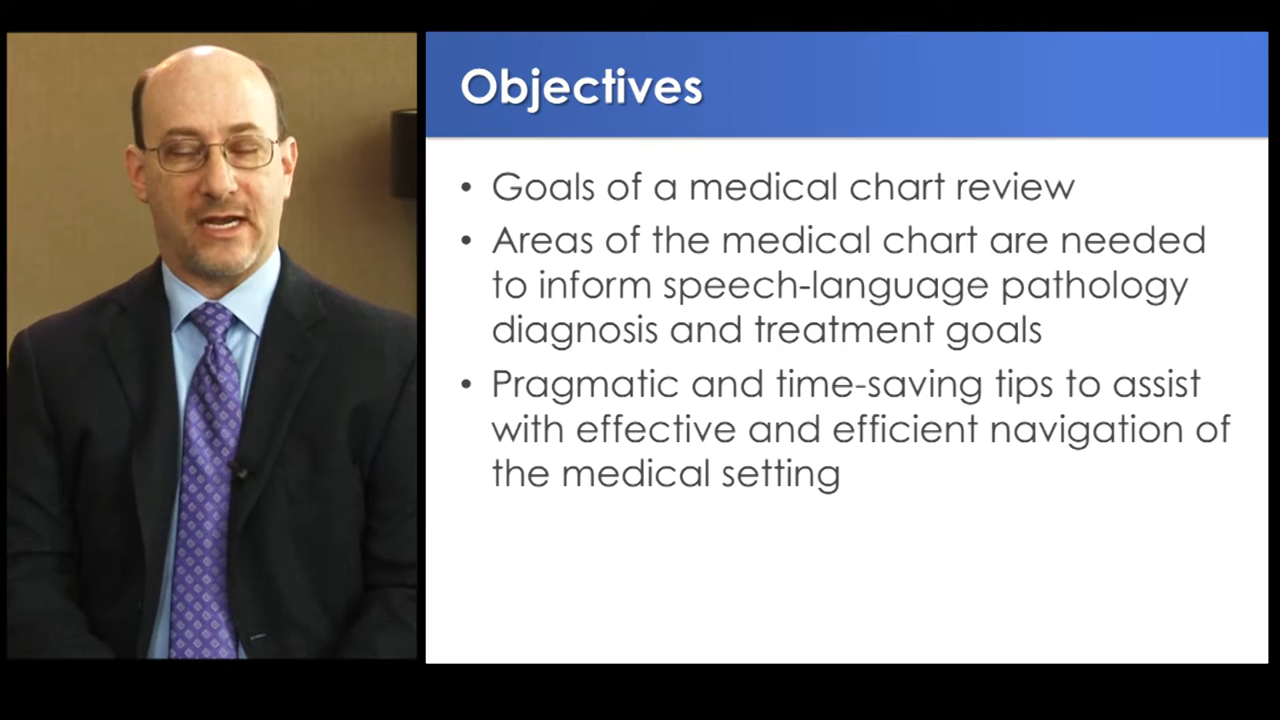 Objectives
• Goals of a medical chart review
• Areas of the medical chart are needed
to inform speech-language pathology
diagnosis and treatment goals
• Pragmatic and time-saving tips to assist
with effective and efficient navigation of
the medical setting